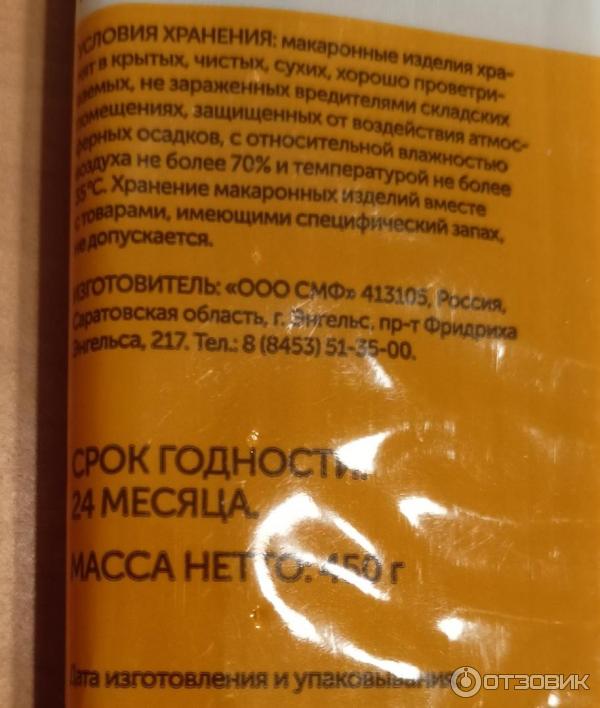 УСЛОВИЯ ХРАНЕНИЯ: макаронные изделия хра-
нят в крытых, чистых, сухих, хорошо проветри-
ваемых, не зараженных вредителями складских
помещениях, защищенных от воздействия атмос-
ферных осадков, с относительной влажностью
воздуха не более 70% и температурой не более
35°С. Хранение макаронных изделий вместе
с товарами, имеющими специфический запах,
не допускается.
ИЗГОТОВИТЕЛЬ: «ООО СМФ» 413105, Россия,
Саратовская область, г. Энгельс, пр-т Фридриха
Энгельса, 217. Тел.: 8 (8453) 51-35-00.
СРОК ГОДНОСТИ:
24 МЕСЯЦА.
МАССА НЕТТО: 450 г
Дата изготовления и упаковывания:
ОТЗОВИК